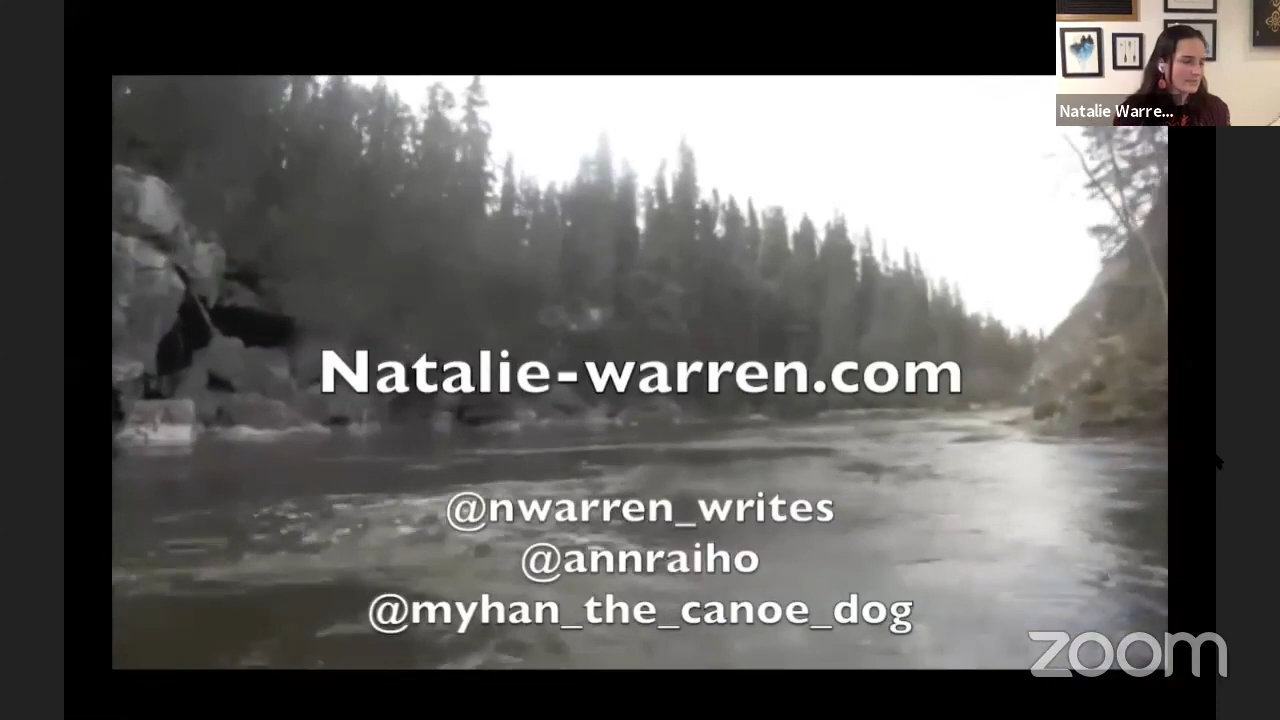 Natalie Warre...
Natalie-warren.com
@nwarren_writes
@annraiho
@myhan_the_canoe_dog
zoom